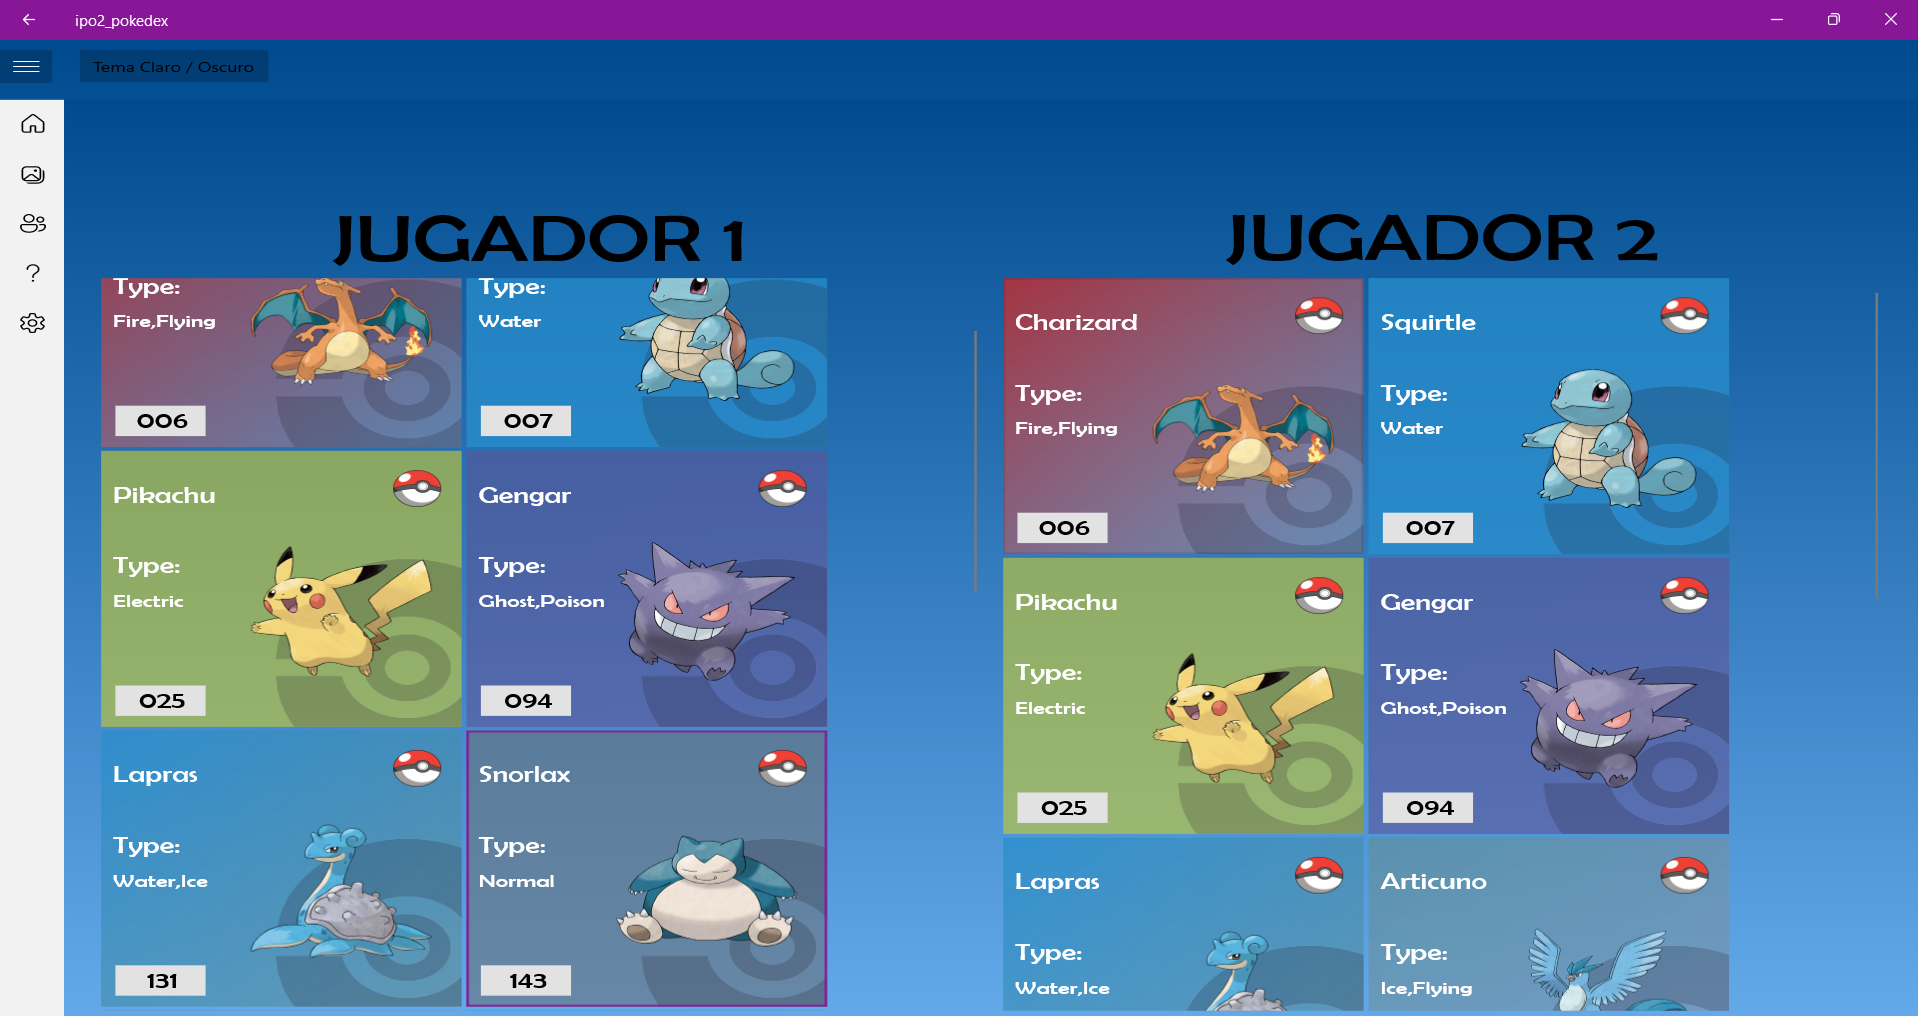 ipo2_pokedex
Tema Claro / Oscuro
JUGADOR 1
Type:
Fire,Flying
006
Type:
Water
007
Pikachu
Type:
Electric
025
Gengar
Type:
Ghost,Poison
094
Lapras
Type:
Water,Ice
131
Snorlax
Type:
Normal
143
JUGADOR 2
Charizard
Type:
Fire,Flying
006
Squirtle
Type:
Water
007
Pikachu
Type:
Electric
025
Gengar
Type:
Ghost,Poison
094
Lapras
Type:
Water,Ice
Articuno
Type:
Ice,Flying